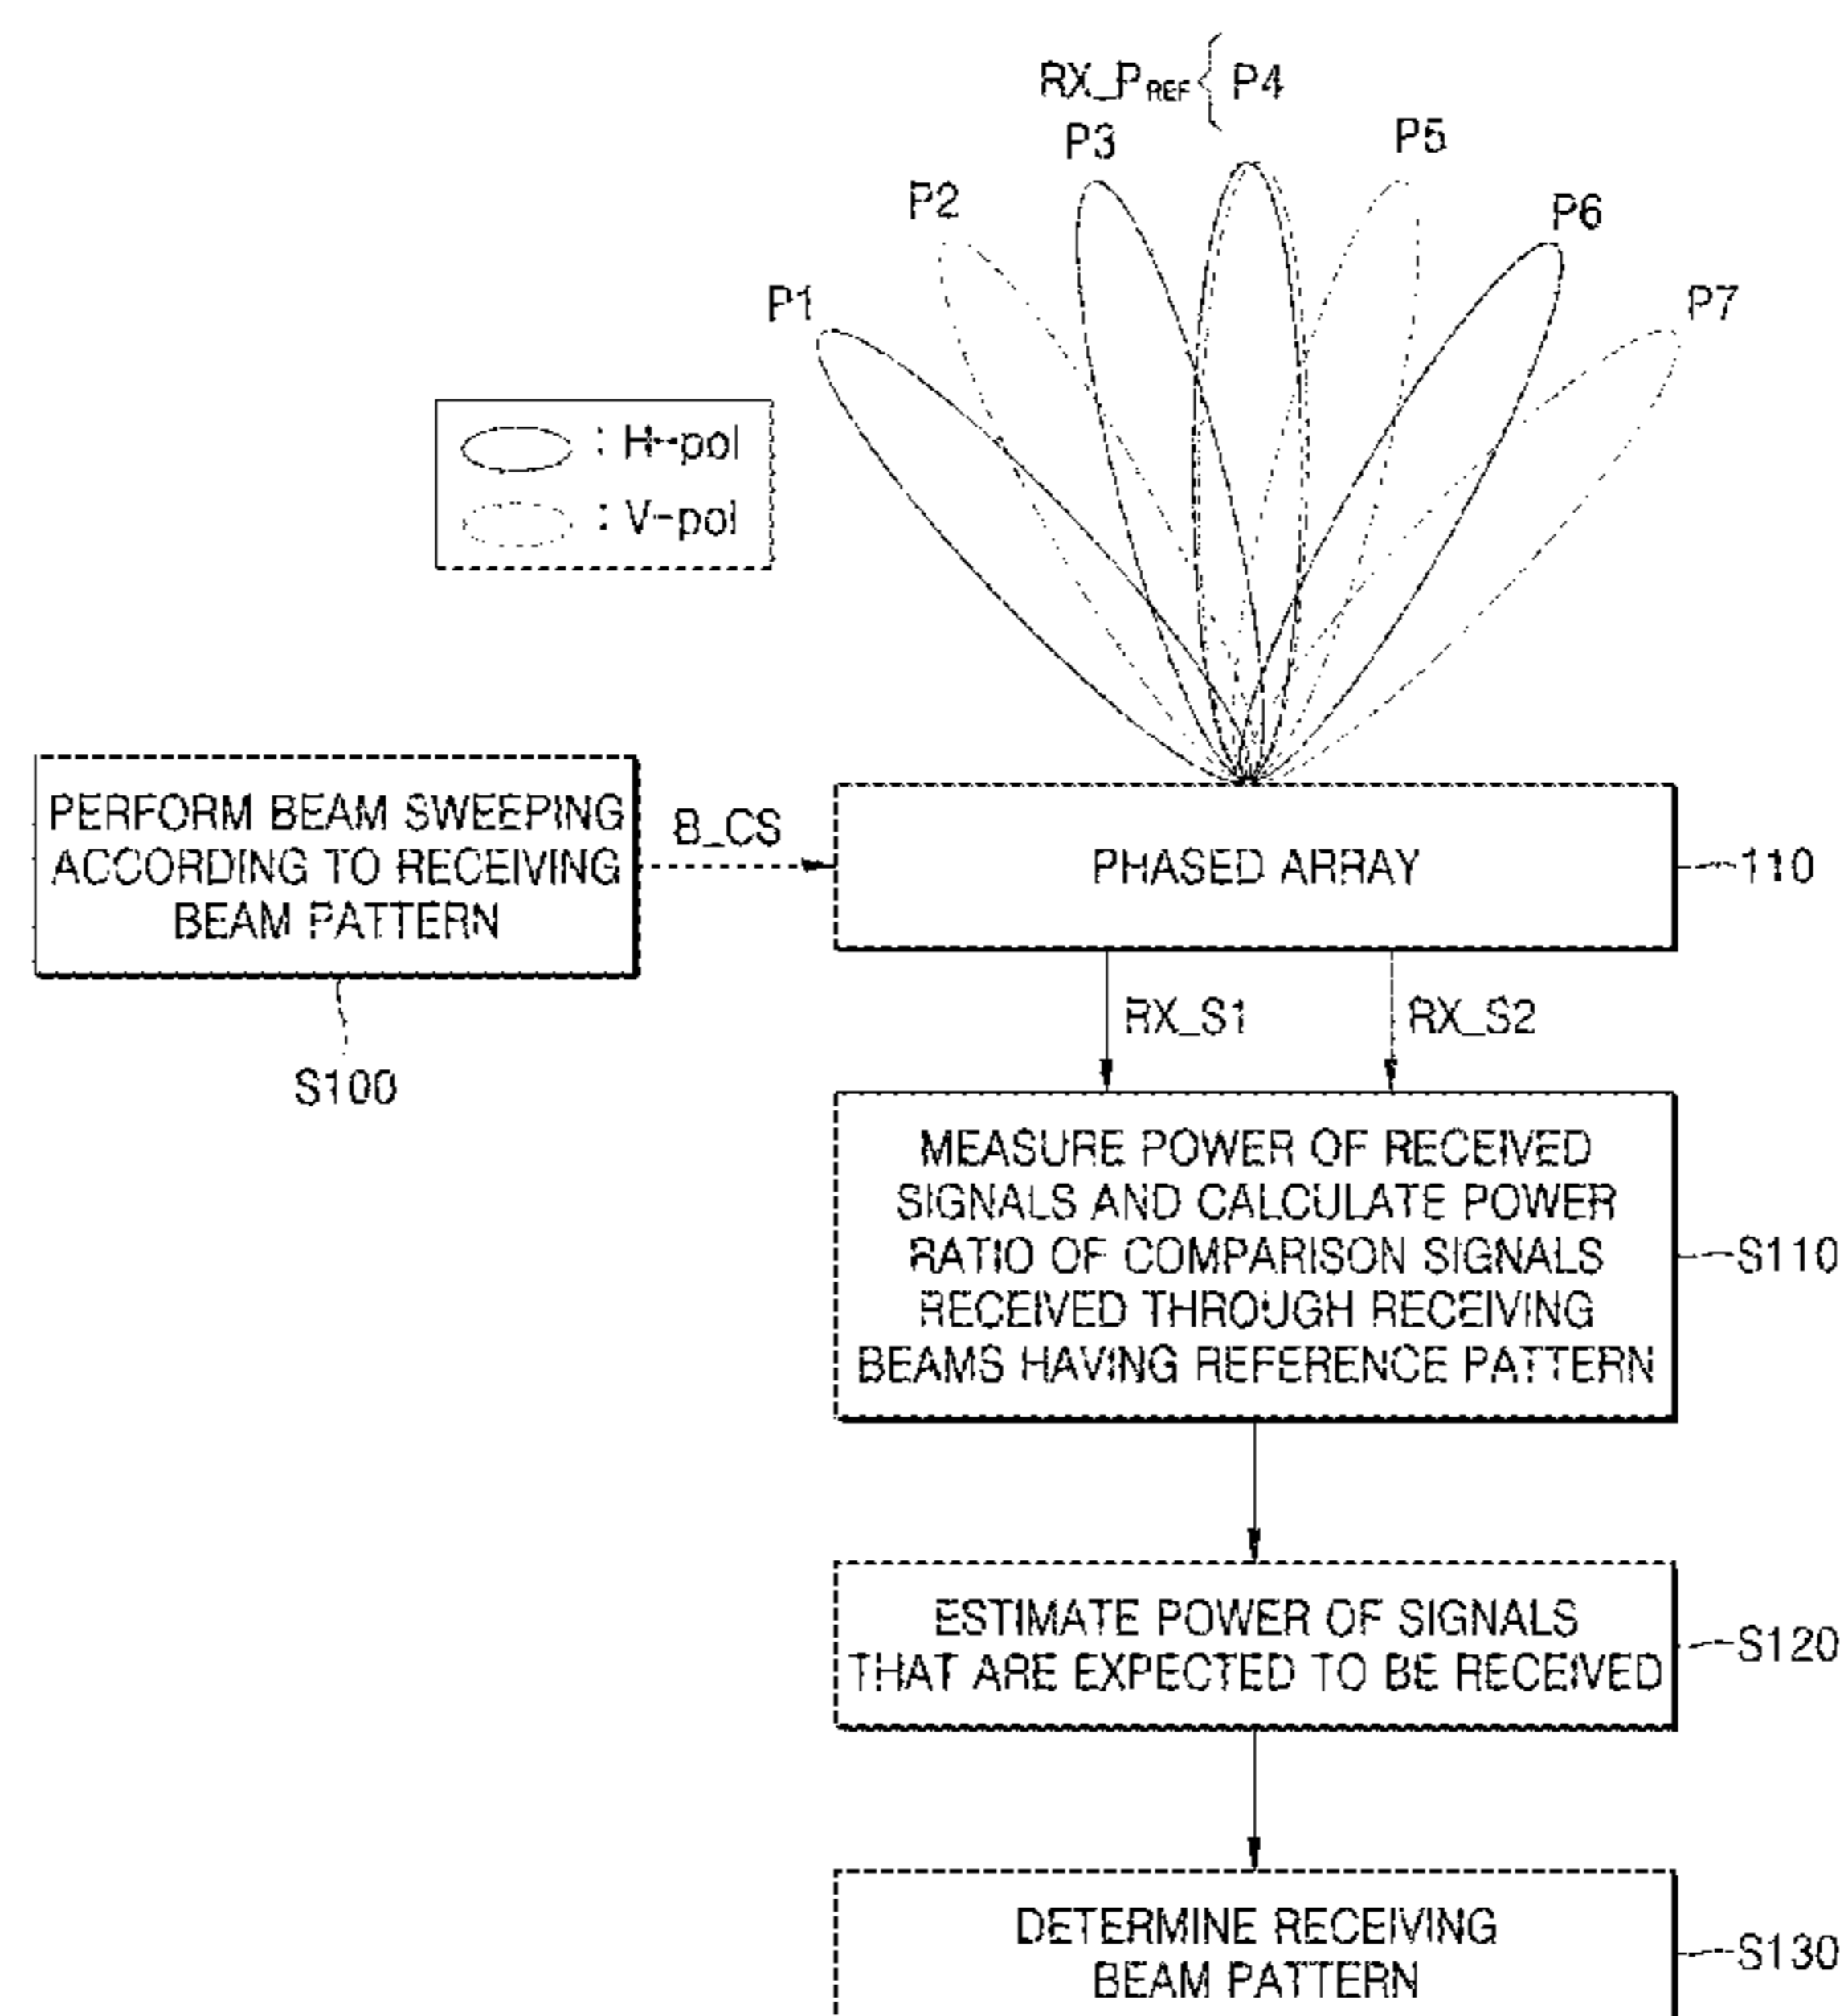 RX_PREF { P4
P3
P5
P2
P6
P1
P7
: H-pol
: V-pol
PERFORM BEAM SWEEPING
ACCORDING TO RECEIVING
BEAM PATTERN
B_CS
PHASED ARRAY
110
S100
RX_S1
RX_S2
MEASURE POWER OF RECEIVED
SIGNALS AND CALCULATE POWER
RATIO OF COMPARISON SIGNALS
RECEIVED THROUGH RECEIVING
BEAMS HAVING REFERENCE PATTERN
S110
ESTIMATE POWER OF SIGNALS
THAT ARE EXPECTED TO BE RECEIVED
S120
DETERMINE RECEIVING
BEAM PATTERN
S130